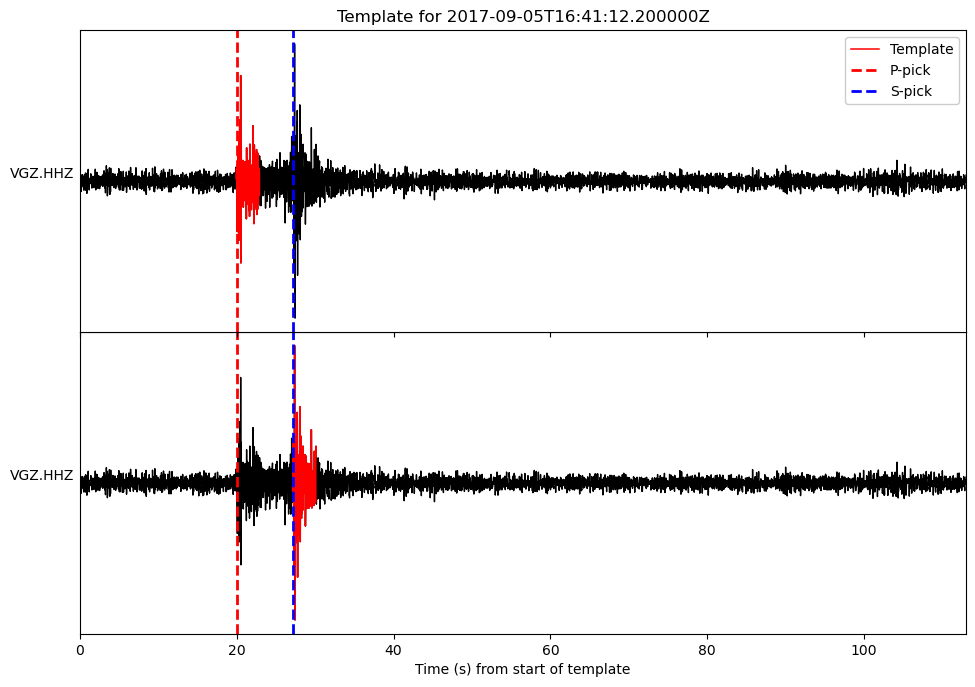 Template for 2017-09-05T16:41:12.200000Z
Template
P-pick
S-pick
VGZ.HHZ
VGZ.HHZ
0 20 40 60 80 100
Time (s) from start of template